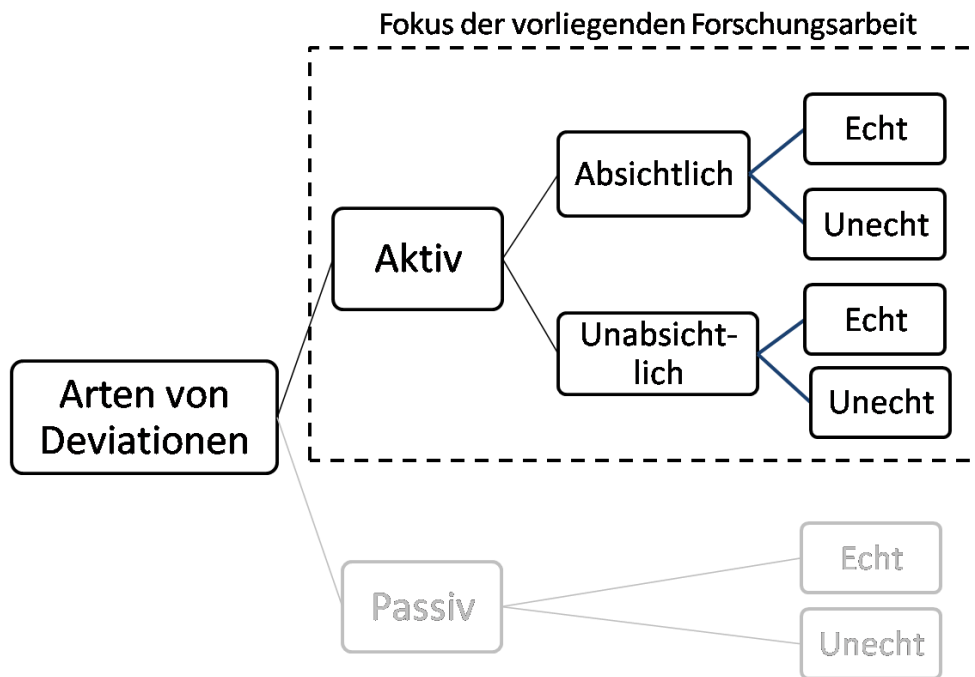 Fokus der vorliegenden Forschungsarbeit
Echt
Absichtlich
Unecht
Aktiv
Echt
Unabsicht-
lich
Unecht
Arten von
Deviationen
Echt
Passiv
Unecht